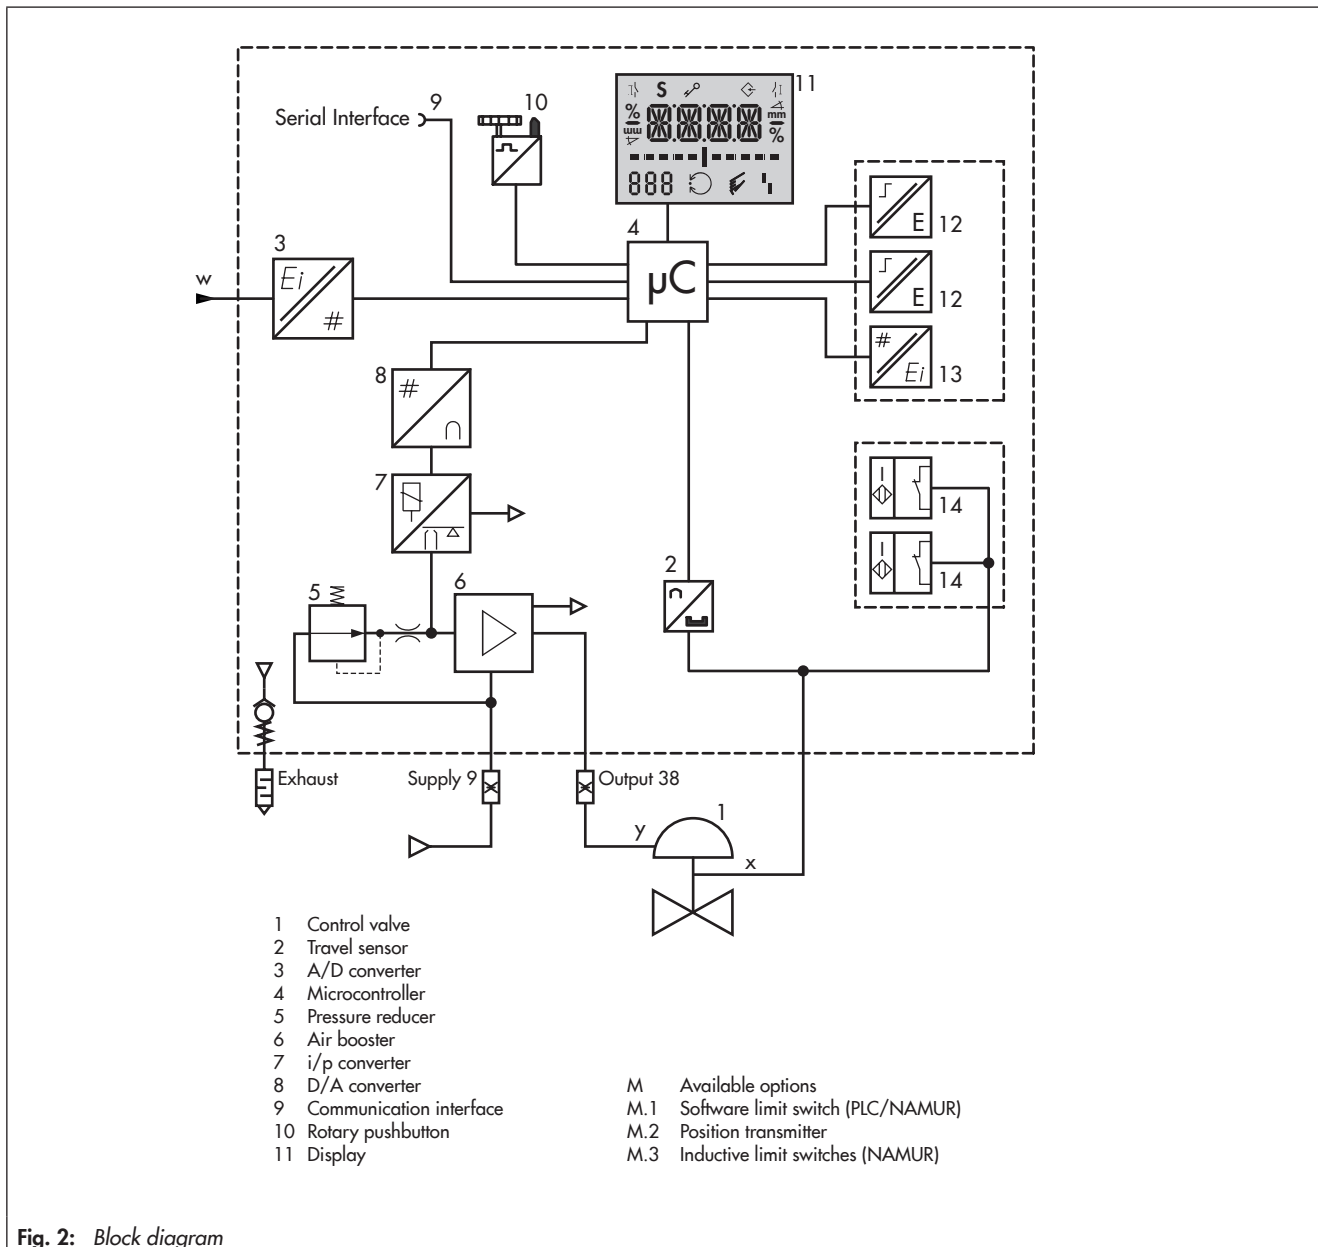 11
S
%
mm
mm
%
888
Serial Interface
9
10
4
µC
3
w
Ei
#
E
12
E
12
#
Ei
13
8
#
7
14
14
2
5
6
Exhaust
Supply 9
Output 38
y
1
x
1 Control valve
2 Travel sensor
3 A/D converter
4 Microcontroller
5 Pressure reducer
6 Air booster
7 i/p converter
8 D/A converter
9 Communication interface
10 Rotary pushbutton
11 Display
M Available options
M.1 Software limit switch (PLC/NAMUR)
M.2 Position transmitter
M.3 Inductive limit switches (NAMUR)
Fig. 2: Block diagram